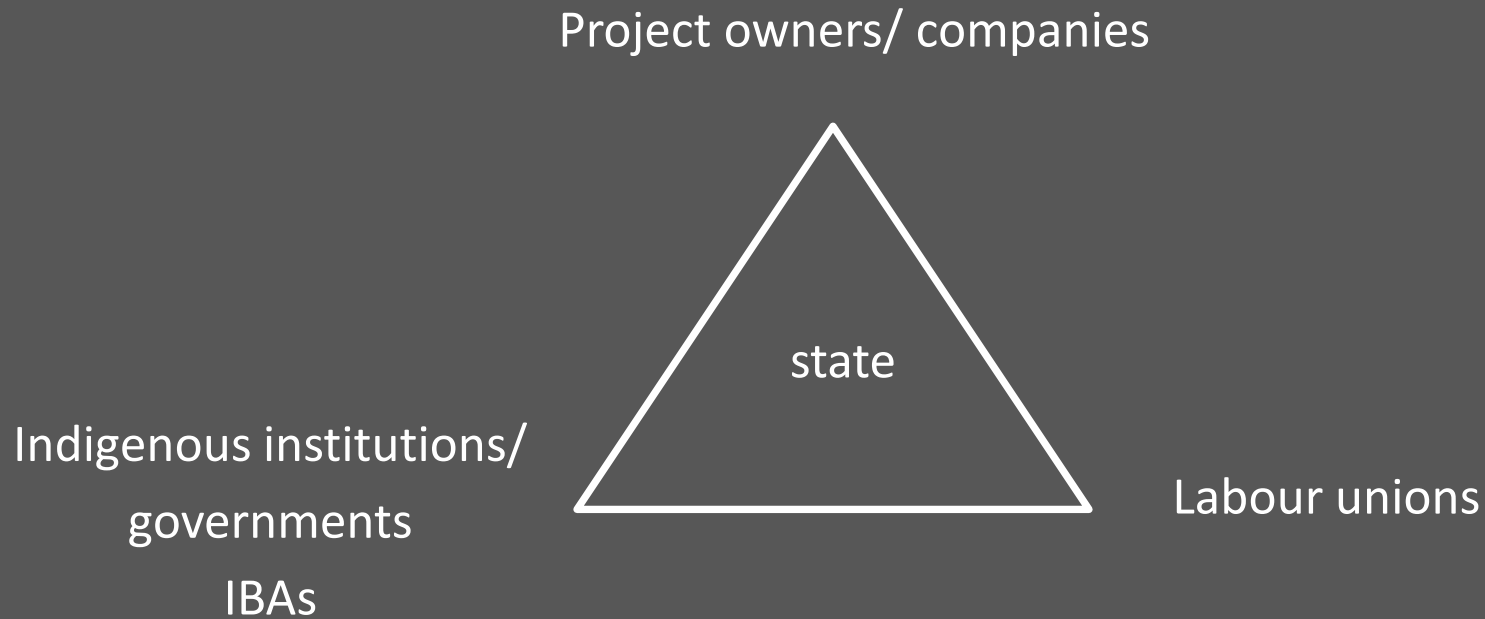 Project owners/ companies
state
Indigenous institutions/
governments
IBAs
Labour unions